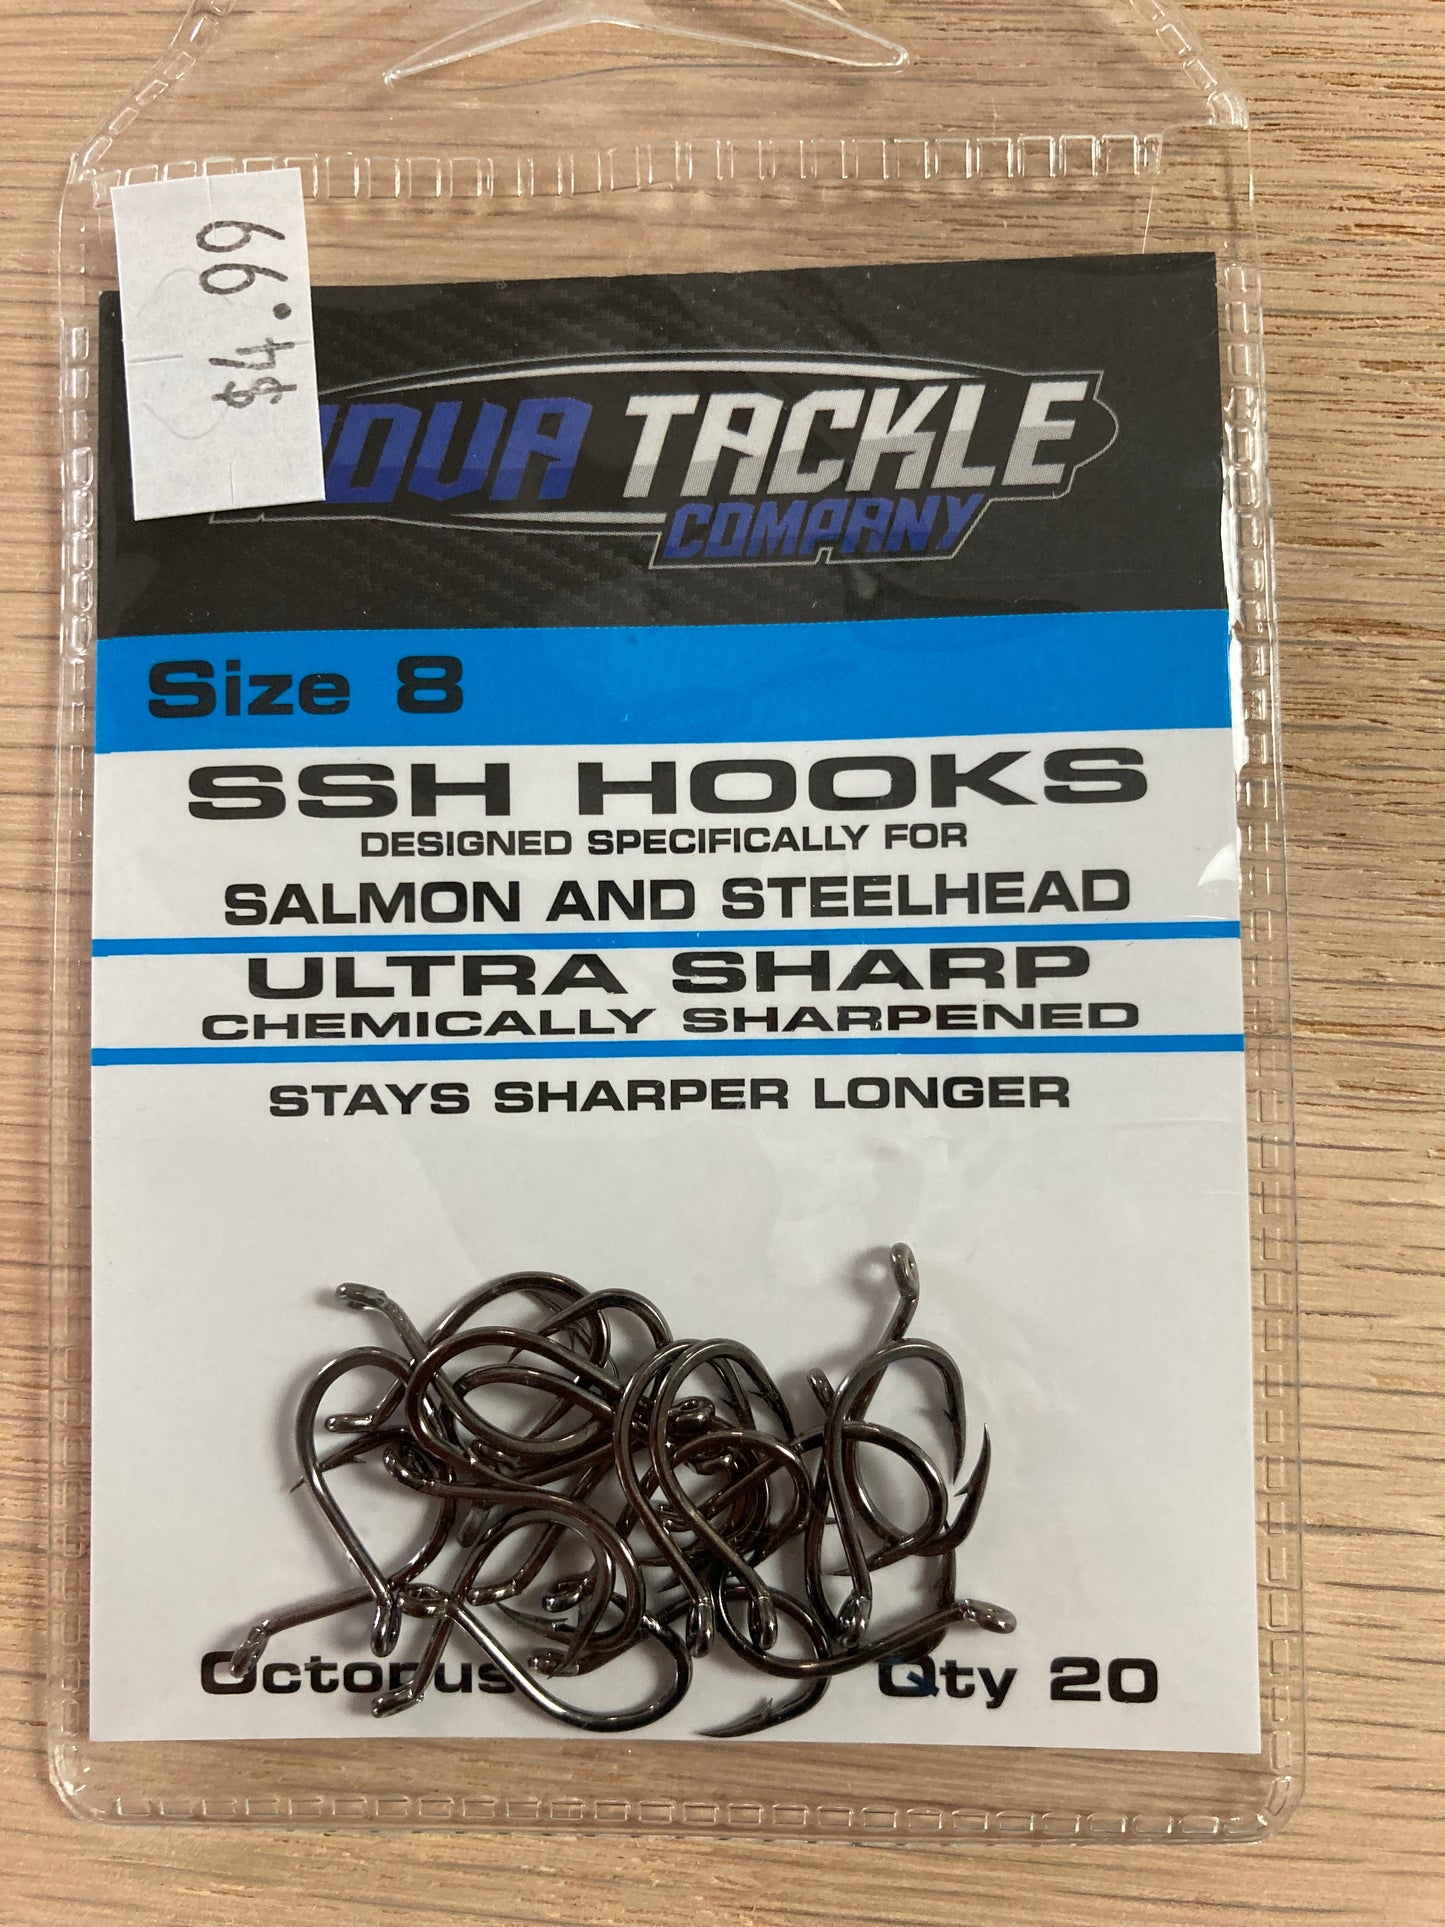 $4.99
TACKLE
COMPANY
Size 8
SSH HOOKS
DESIGNED SPECIFICALLY FOR
SALMON AND STEELHEAD
ULTRA SHARP
CHEMICALLY SHARPENED
STAYS SHARPER LONGER
Octopus
Qty 20